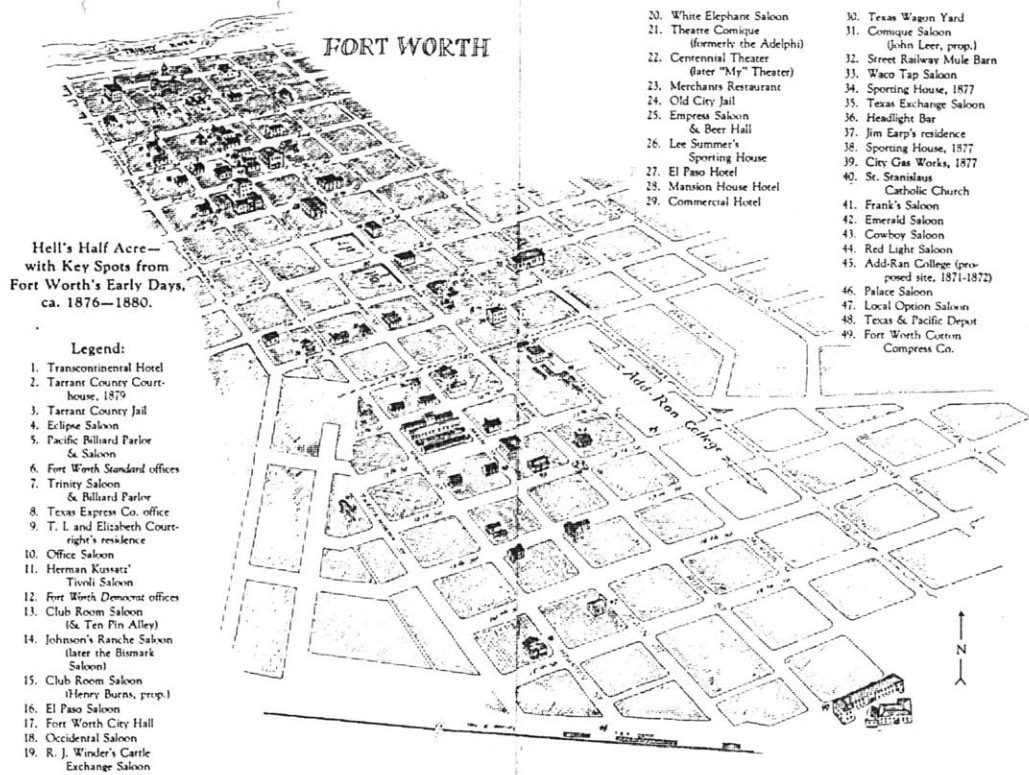 TRINITY RIVER
FORT WORTH
Hell's Half Acre—
with Key Spots from
Fort Worth's Early Days,
ca. 1876—1880.
Legend:
1. Transcontinental Hotel
2. Tarrant County Court-
house, 1879
3. Tarrant County Jail
4. Eclipse Saloon
5. Pacific Billiard Parlor
& Saloon
6. Fort Worth Standard offices
7. Trinity Saloon
& Billiard Parlor
8. Texas Express Co. office
9. T. I. and Elizabeth Court-
right's residence
10. Office Saloon
11. Herman Kussatz'
Tivoli Saloon
12. Fort Worth Democrat offices
13. Club Room Saloon
(& Ten Pin Alley)
14. Johnson's Ranche Saloon
(later the Bismark
Saloon)
15. Club Room Saloon
(Henry Burns, prop.)
16. El Paso Saloon
17. Fort Worth City Hall
18. Occidental Saloon
19. R. J. Winder's Cattle
Exchange Saloon
20. White Elephant Saloon
21. Theatre Comique
(formerly the Adelphi)
22. Centennial Theater
(later "My" Theater)
23. Merchants Restaurant
24. Old City Jail
25. Empress Saloon
& Beer Hall
26. Lee Summer's
Sporting House
27. El Paso Hotel
28. Mansion House Hotel
29. Commercial Hotel
30. Texas Wagon Yard
31. Comique Saloon
(John Leer, prop.)
32. Street Railway Mule Barn
33. Waco Tap Saloon
34. Sporting House, 1877
35. Texas Exchange Saloon
36. Headlight Bar
37. Jim Earp's residence
38. Sporting House, 1877
39. City Gas Works, 1877
40. St. Stanislaus
Catholic Church
41. Frank's Saloon
42. Emerald Saloon
43. Cowboy Saloon
44. Red Light Saloon
45. Add-Ran College (pro-
posed site, 1871-1872)
46. Palace Saloon
47. Local Option Saloon
48. Texas & Pacific Depot
49. Fort Worth Cotton
Compress Co.
Add-Ron College
N